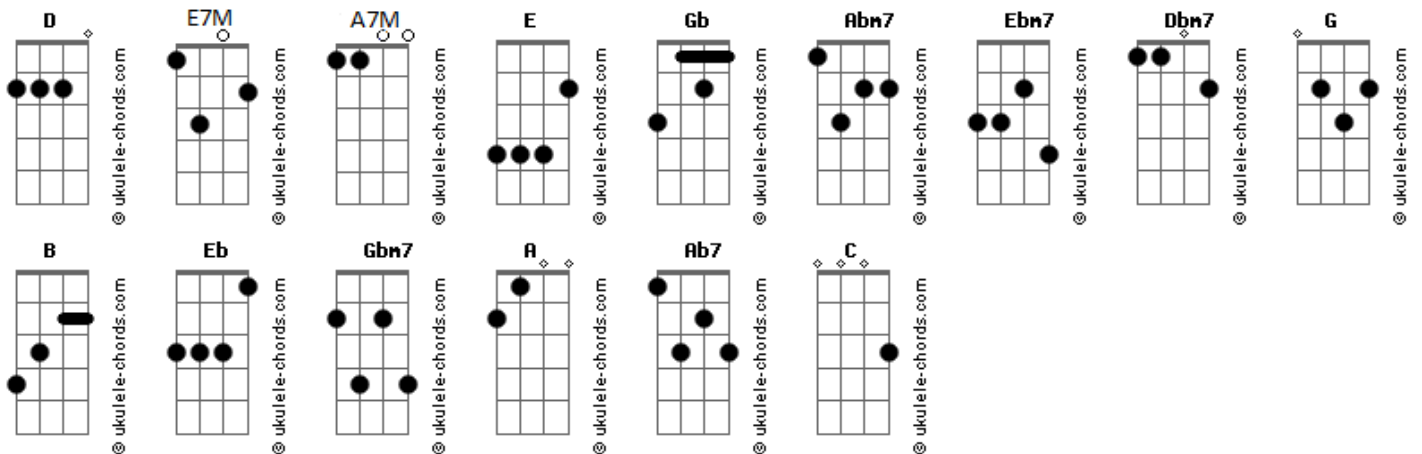 D E7M A7M E Gb Abm7 Ebm7 Dbm7 G
© ukulele-chords.com © ukulele-chords.com © ukulele-chords.com © ukulele-chords.com © ukulele-chords.com © ukulele-chords.com © ukulele-chords.com © ukulele-chords.com © ukulele-chords.com
B Eb Gbm7 A Ab7 C
© ukulele-chords.com © ukulele-chords.com © ukulele-chords.com © ukulele-chords.com © ukulele-chords.com © ukulele-chords.com